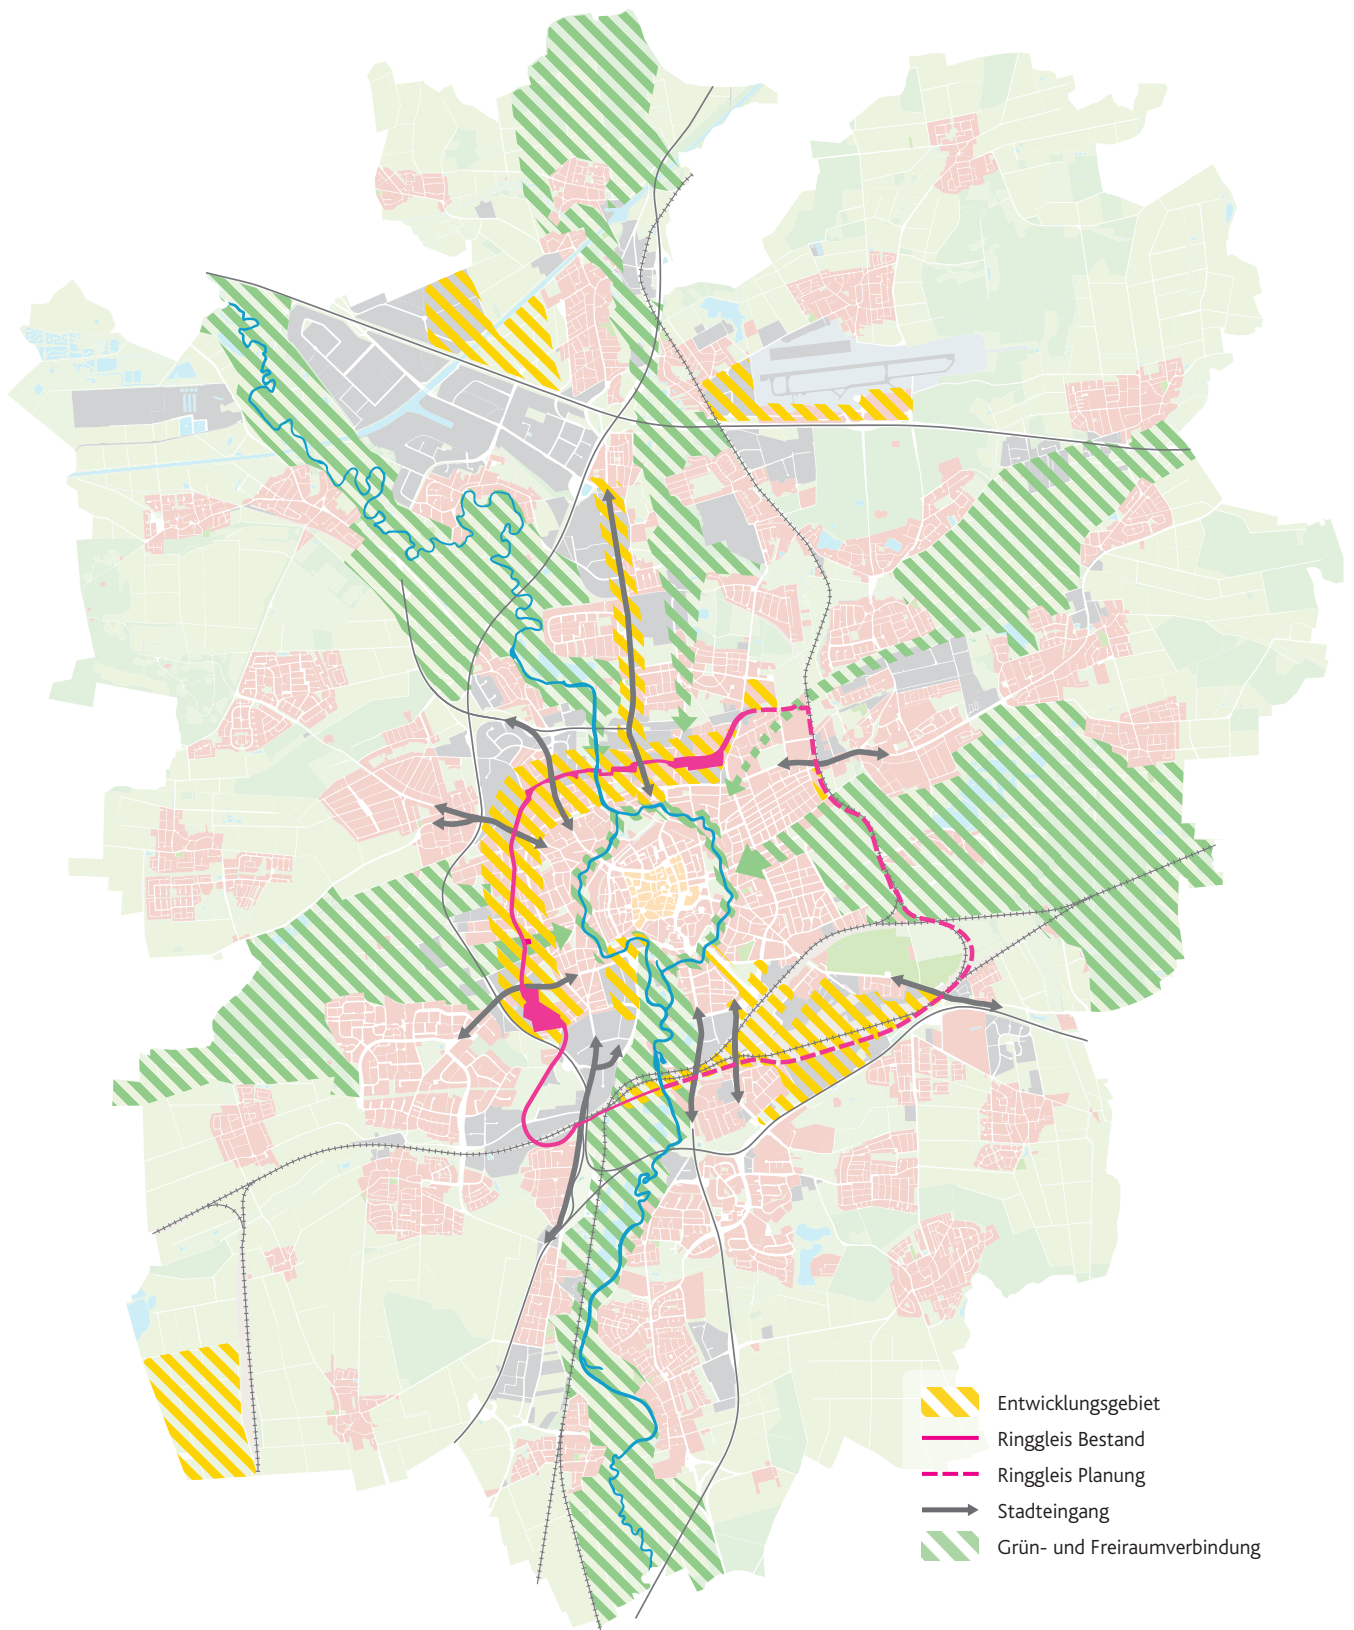 Entwicklungsgebiet
Ringgleis Bestand
Ringgleis Planung
Stadteingang
Grün- und Freiraumverbindung